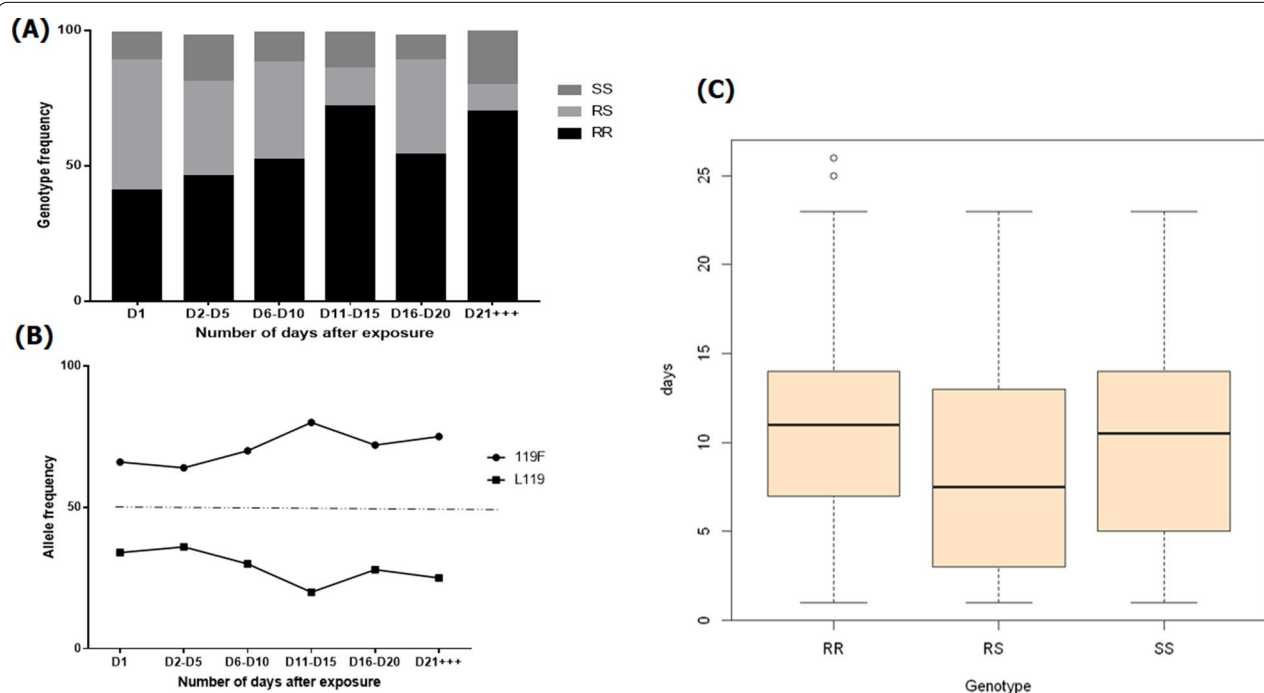 (A)
100
50
0
Genotype frequency
SS
RS
RR
D1 D2-D5 D6-D10 D11-D15 D16-D20 D21+++
Number of days after exposure
(B)
100
50
0
Allele frequency
119F
L119
D1 D2-D5 D6-D10 D11-D15 D16-D20 D21+++
Number of days after exposure
(C)
25
20
15
10
5
0
days
RR RS SS
Genotype